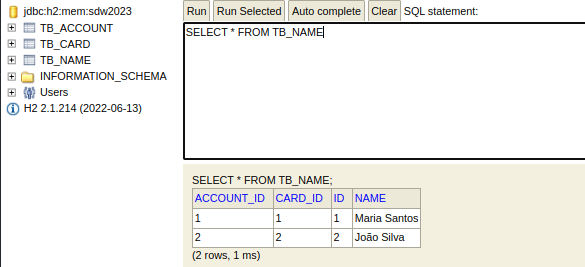 jdbc:h2:mem:sdw2023
TB_ACCOUNT
TB_CARD
TB_NAME
INFORMATION_SCHEMA
Users
H2 2.1.214 (2022-06-13)
Run Run Selected Auto complete Clear SQL statement:
SELECT * FROM TB_NAME
SELECT * FROM TB_NAME;
ACCOUNT_ID CARD_ID ID NAME
1 1 1 Maria Santos
2 2 2 João Silva
(2 rows, 1 ms)